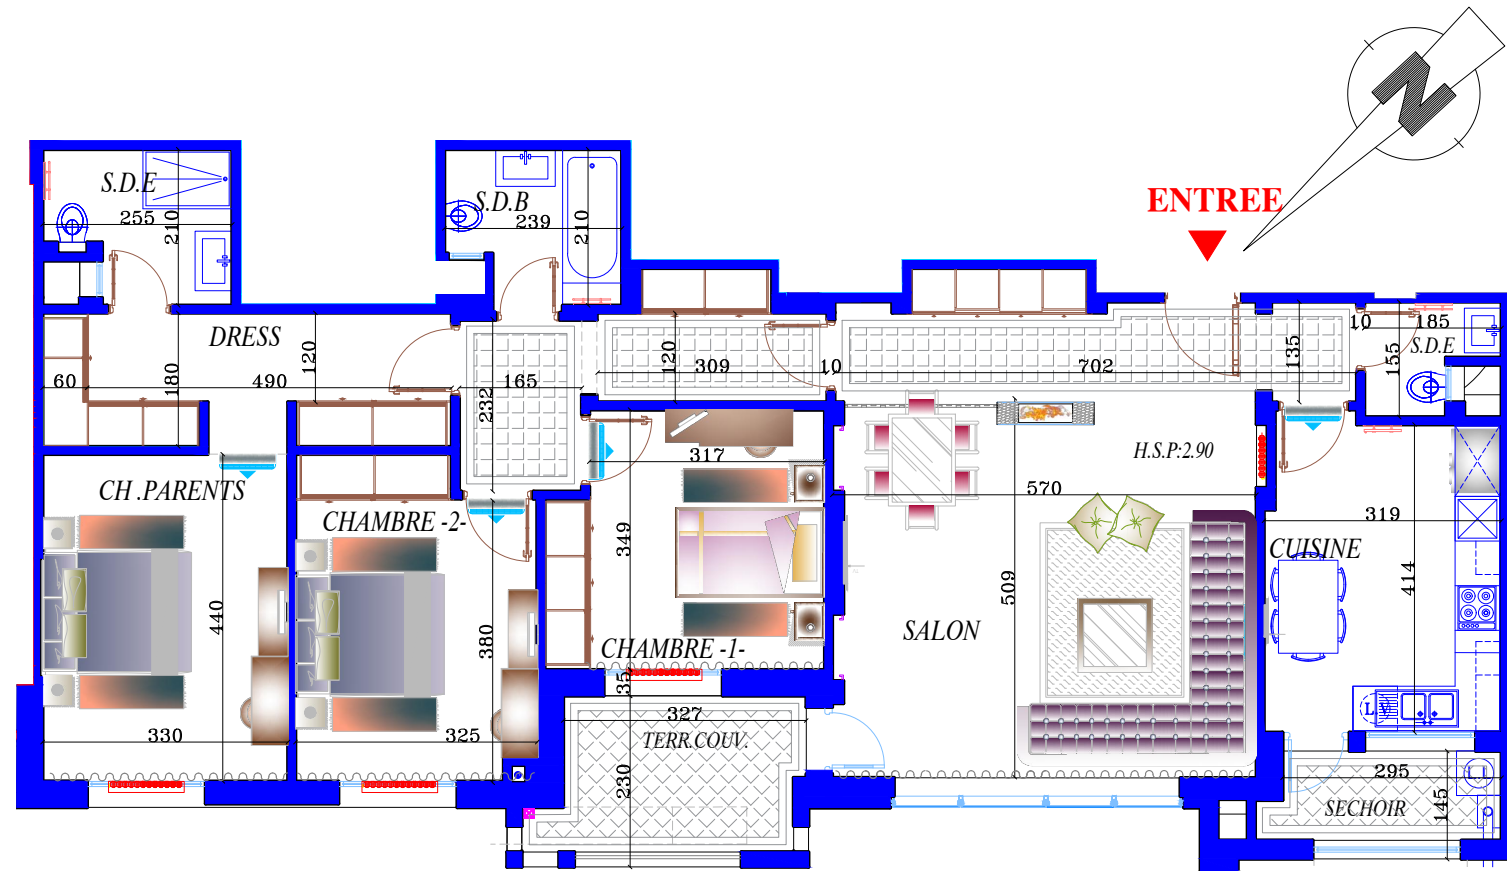 N
ENTREE
S.D.E
255
210
S.D.B
239
210
DRESS
120
60
490
180
165
232
309
120
10
702
135
10
185
S.D.E
155
CH .PARENTS
CHAMBRE -2-
317
349
H.S.P:2.90
570
319
CUISINE
414
440
380
CHAMBRE -1-
35
509
SALON
330
325
327
TERR.COUV.
230
L.V
295
L.L
145
SECHOIR